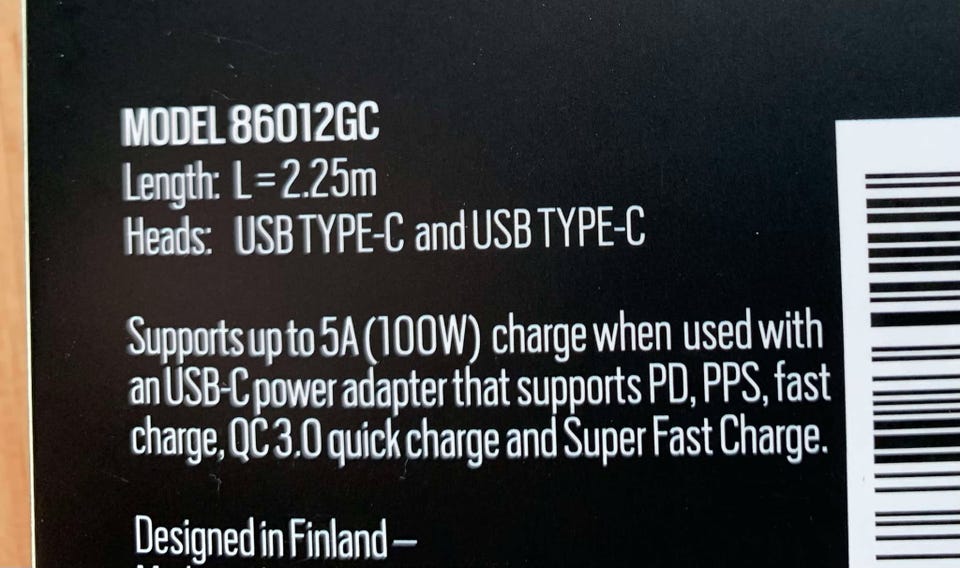 MODEL 86012GC
Length: L=2.25m
Heads: USB TYPE-C and USB TYPE-C
Supports up to 5A (100W) charge when used with
an USB-C power adapter that supports PD, PPS, fast
charge, QC 3.0 quick charge and Super Fast Charge.
Designed in Finland –